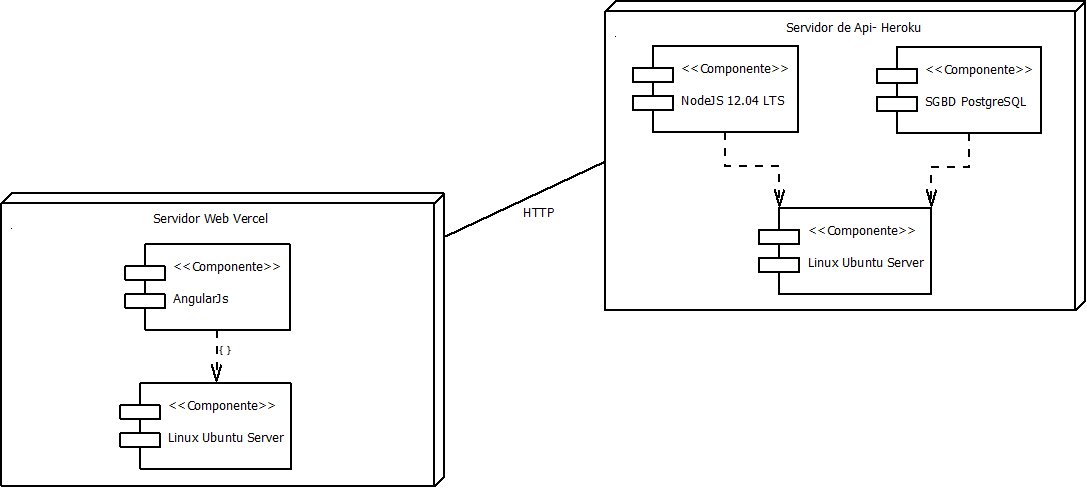 Servidor de Api- Heroku
<<Componente>>
NodeJS 12.04 LTS
<<Componente>>
SGBD PostgreSQL
<<Componente>>
Linux Ubuntu Server
HTTP
Servidor Web Vercel
<<Componente>>
AngularJs
{ }
<<Componente>>
Linux Ubuntu Server